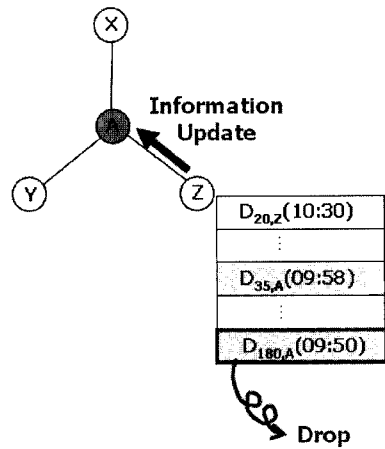 X
A
Information
Update
Y
Z
D20,Z(10:30)
⋮
D35,A(09:58)
⋮
D180,A(09:50)
Drop